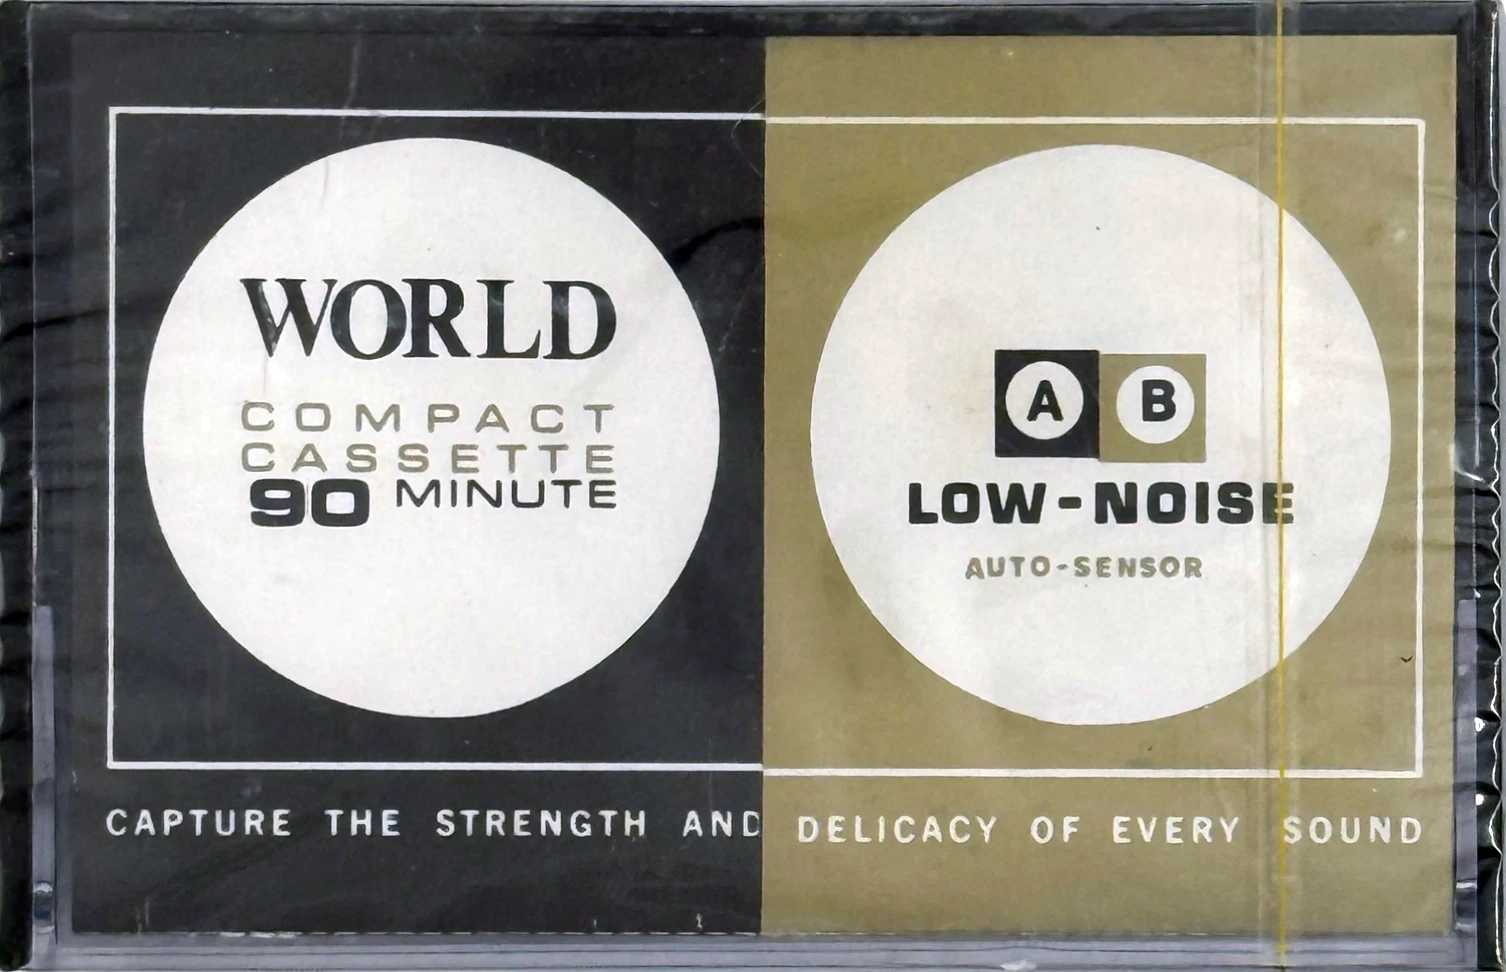 WORLD
COMPACT
CASSETTE
90 MINUTE
A B
LOW-NOISE
AUTO-SENSOR
CAPTURE THE STRENGTH AND DELICACY OF EVERY SOUND